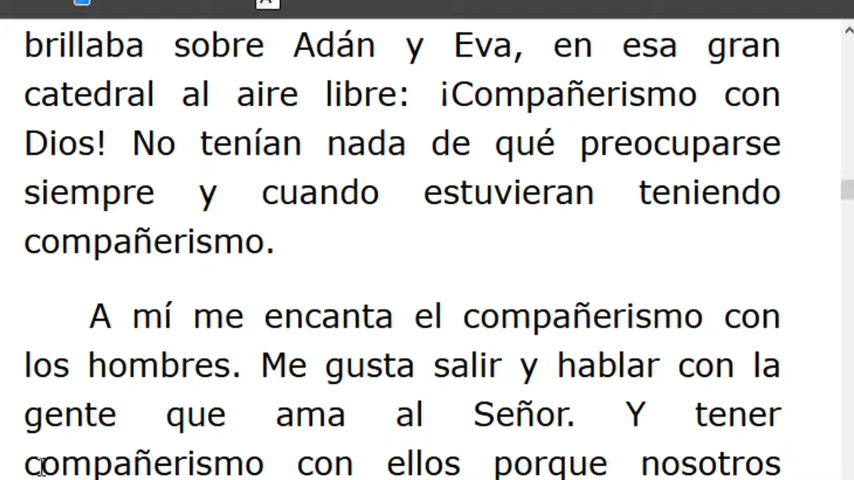 brillaba sobre Adán y Eva, en esa gran
catedral al aire libre: ¡Compañerismo con
Dios! No tenían nada de qué preocuparse
siempre y cuando estuvieran teniendo
compañerismo.
A mí me encanta el compañerismo con
los hombres. Me gusta salir y hablar con la
gente que ama al Señor. Y tener
compañerismo con ellos porque nosotros